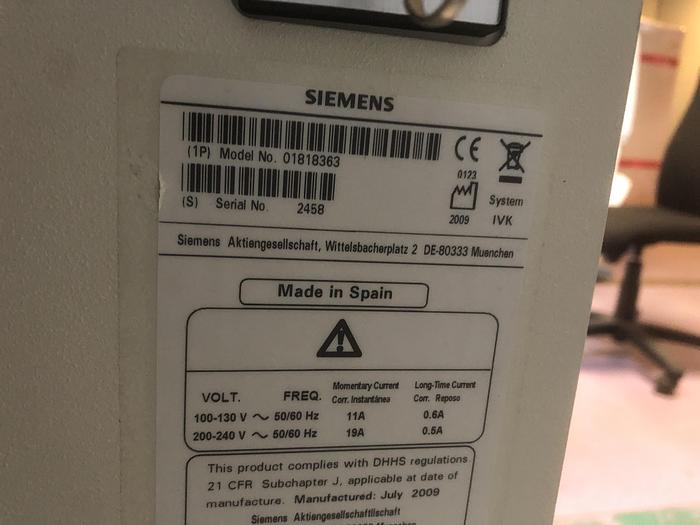 SIEMENS
(1P) Model No. 01818363
(S) Serial No. 2458
0123
2009
System
IVK
Siemens Aktiengesellschaft, Wittelsbacherplatz 2 DE-80333 Muenchen
Made in Spain
VOLT. FREQ. Momentary Current Long-Time Current
Corr. Instantánea Corr. Reposo
100-130 V ~ 50/60 Hz 11A 0.6A
200-240 V ~ 50/60 Hz 19A 0.5A
This product complies with DHHS regulations
21 CFR Subchapter J, applicable at date of
manufacture. Manufactured: July 2009
Siemens Aktiengesellschaftllschaft